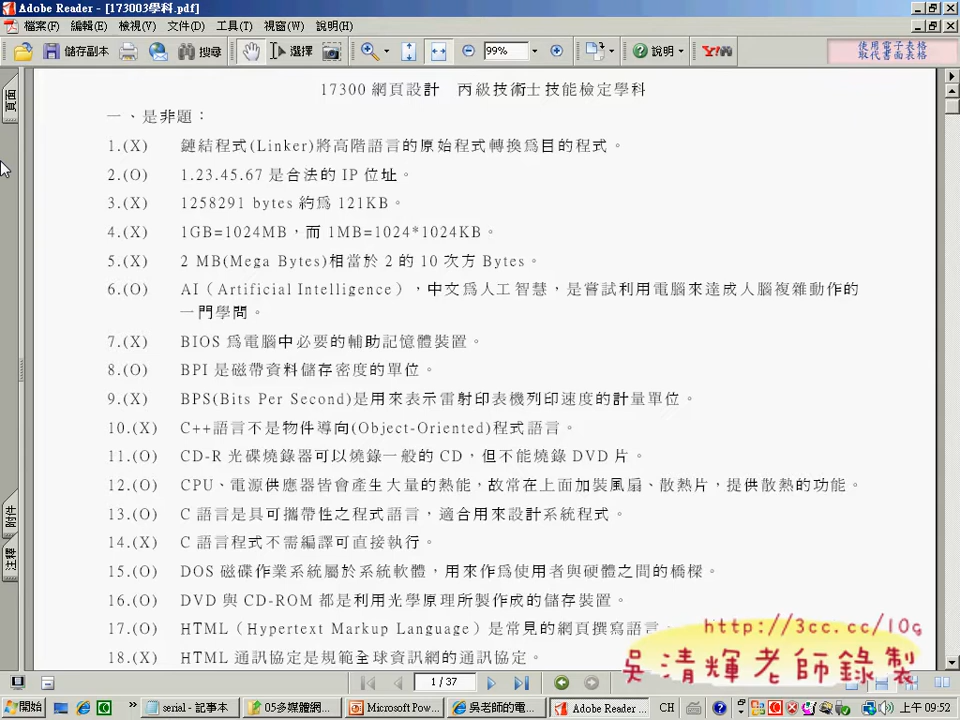 Adobe Reader - [173003學科.pdf]
檔案(F) 編輯(E) 檢視(V) 文件(D) 工具(T) 視窗(W) 說明(H)
儲存副本 搜尋 選擇 99% 說明 Y!
使用電子表格
取代書面表格
頁面
附件
注釋
17300 網頁設計 丙級技術士技能檢定學科
一、是非題：
1.(X) 鏈結程式(Linker)將高階語言的原始程式轉換爲目的程式。
2.(O) 1.23.45.67 是合法的 IP 位址。
3.(X) 1258291 bytes 約爲 121KB。
4.(X) 1GB=1024MB，而 1MB=1024*1024KB。
5.(X) 2 MB(Mega Bytes)相當於 2 的 10 次方 Bytes。
6.(O) AI（Artificial Intelligence），中文爲人工智慧，是嘗試利用電腦來達成人腦複雜動作的
一門學問。
7.(X) BIOS 爲電腦中必要的輔助記憶體裝置。
8.(O) BPI 是磁帶資料儲存密度的單位。
9.(X) BPS(Bits Per Second)是用來表示雷射印表機列印速度的計量單位。
10.(X) C++語言不是物件導向(Object-Oriented)程式語言。
11.(O) CD-R 光碟燒錄器可以燒錄一般的 CD，但不能燒錄 DVD 片。
12.(O) CPU、電源供應器皆會產生大量的熱能，故常在上面加裝風扇、散熱片，提供散熱的功能。
13.(O) C 語言是具可攜帶性之程式語言，適合用來設計系統程式。
14.(X) C 語言程式不需編譯可直接執行。
15.(O) DOS 磁碟作業系統屬於系統軟體，用來作爲使用者與硬體之間的橋樑。
16.(O) DVD 與 CD-ROM 都是利用光學原理所製作成的儲存裝置。
17.(O) HTML（Hypertext Markup Language）是常見的網頁撰寫語言。
18.(X) HTML 通訊協定是規範全球資訊網的通訊協定。
http://3cc.cc/10g
吳清輝老師錄製
1 / 37
開始 serial - 記事本 05多媒體網... Microsoft Pow... 吳老師的電... Adobe Reader ... CH 上午 09:52